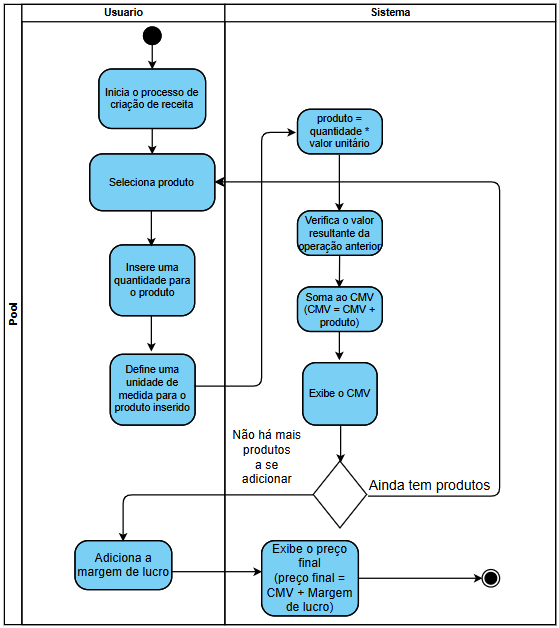 Usuario
Sistema
Pool
Inicia o processo de
criação de receita
Seleciona produto
Insere uma
quantidade para
o produto
Define uma
unidade de
medida para o
produto inserido
produto =
quantidade *
valor unitário
Verifica o valor
resultante da
operação anterior
Soma ao CMV
(CMV = CMV +
produto)
Exibe o CMV
Não há mais
produtos
a se
adicionar
Ainda tem produtos
Adiciona a
margem de lucro
Exibe o preço
final
(preço final =
CMV + Margem
de lucro)